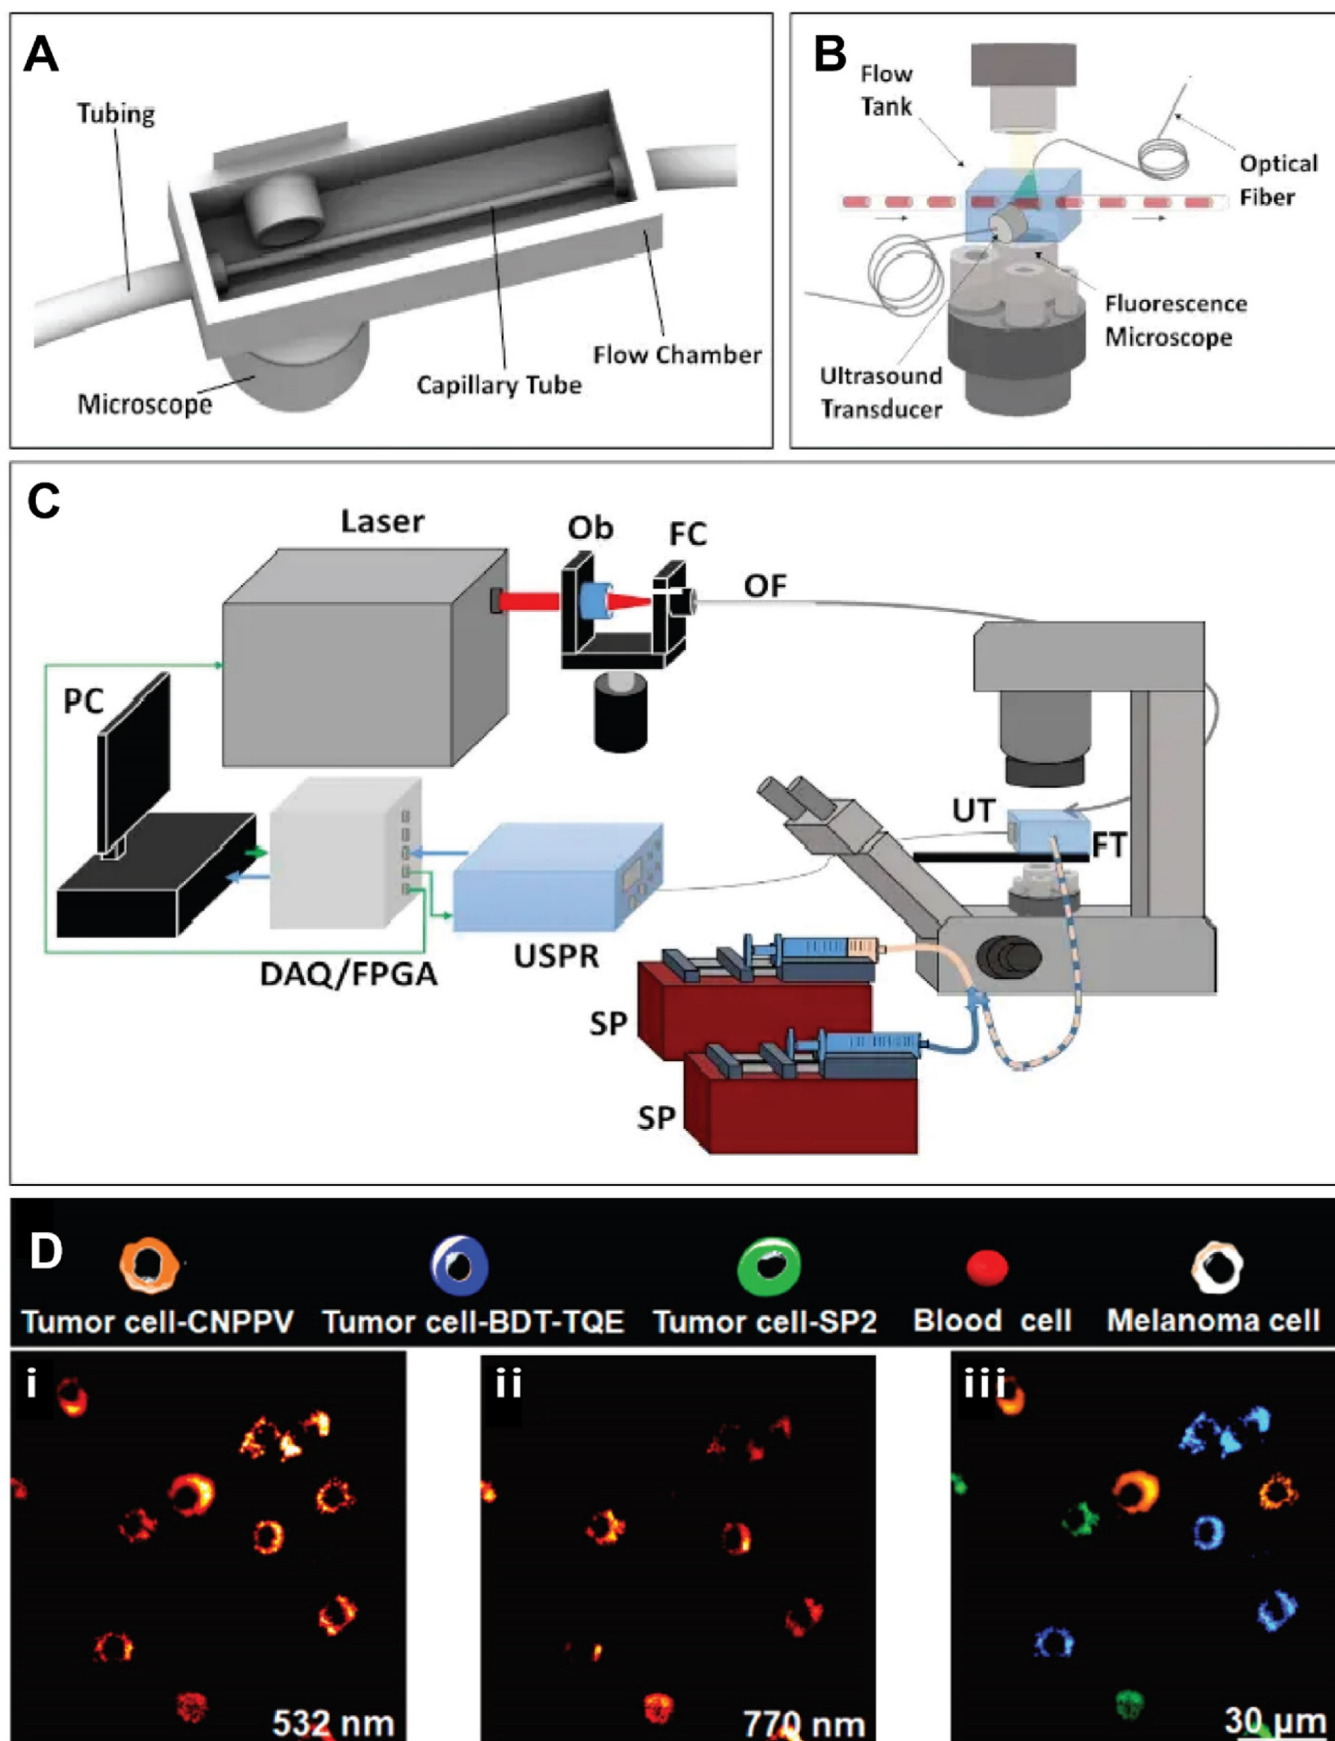 A
Tubing
Microscope
Capillary Tube
Flow Chamber
B
Flow
Tank
Optical
Fiber
Fluorescence
Microscope
Ultrasound
Transducer
C
Laser
Ob
FC
OF
PC
UT
FT
DAQ/FPGA
USPR
SP
SP
D
Tumor cell-CNPPV
Tumor cell-BDT-TQE
Tumor cell-SP2
Blood cell
Melanoma cell
i
ii
iii
532 nm
770 nm
30 µm